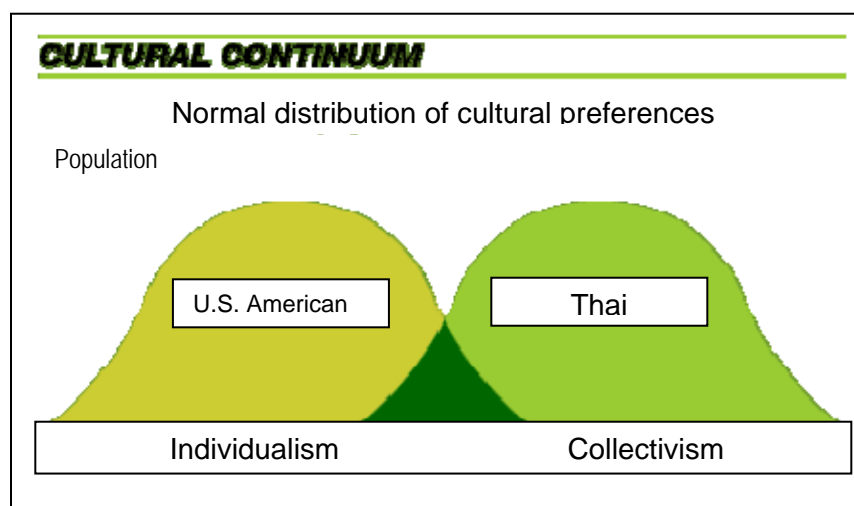 CULTURAL CONTINUUM
Normal distribution of cultural preferences
Population
U.S. American
Thai
Individualism
Collectivism